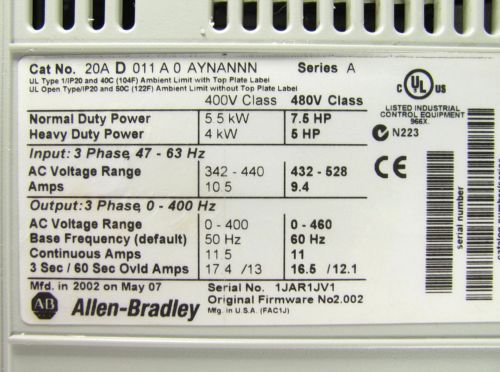 Cat No. 20A D 011 A 0 AYNANNN Series A
UL Type 1/IP20 and 40C (104F) Ambient Limit with Top Plate Label
UL Open Type/IP20 and 50C (122F) Ambient Limit without Top Plate Label
400V Class 480V Class
Normal Duty Power 5.5 kW 7.5 HP
Heavy Duty Power 4 kW 5 HP
Input: 3 Phase, 47 - 63 Hz
AC Voltage Range 342 - 440 432 - 528
Amps 10 5 9.4
Output: 3 Phase, 0 - 400 Hz
AC Voltage Range 0 - 400 0 - 460
Base Frequency (default) 50 Hz 60 Hz
Continuous Amps 11 5 11
3 Sec / 60 Sec Ovld Amps 17 4 /13 16.5 /12.1
Mfd. in 2002 on May 07 Serial No. 1JAR1JV1
Original Firmware No2.002
AB Allen-Bradley Mfg. in U.S.A. (FAC1J)
C UL US
LISTED INDUSTRIAL
CONTROL EQUIPMENT
966X
N223
CE
serial number